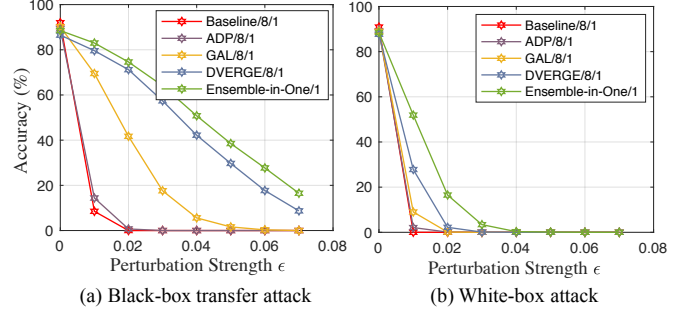 100
80
60
40
20
0
0
0.02
0.04
0.06
0.08
Accuracy (%)
Perturbation Strength ϵ
Baseline/8/1
ADP/8/1
GAL/8/1
DVERGE/8/1
Ensemble-in-One/1
(a) Black-box transfer attack
100
80
60
40
20
0
0
0.02
0.04
0.06
0.08
Perturbation Strength ϵ
Baseline/8/1
ADP/8/1
GAL/8/1
DVERGE/8/1
Ensemble-in-One/1
(b) White-box attack